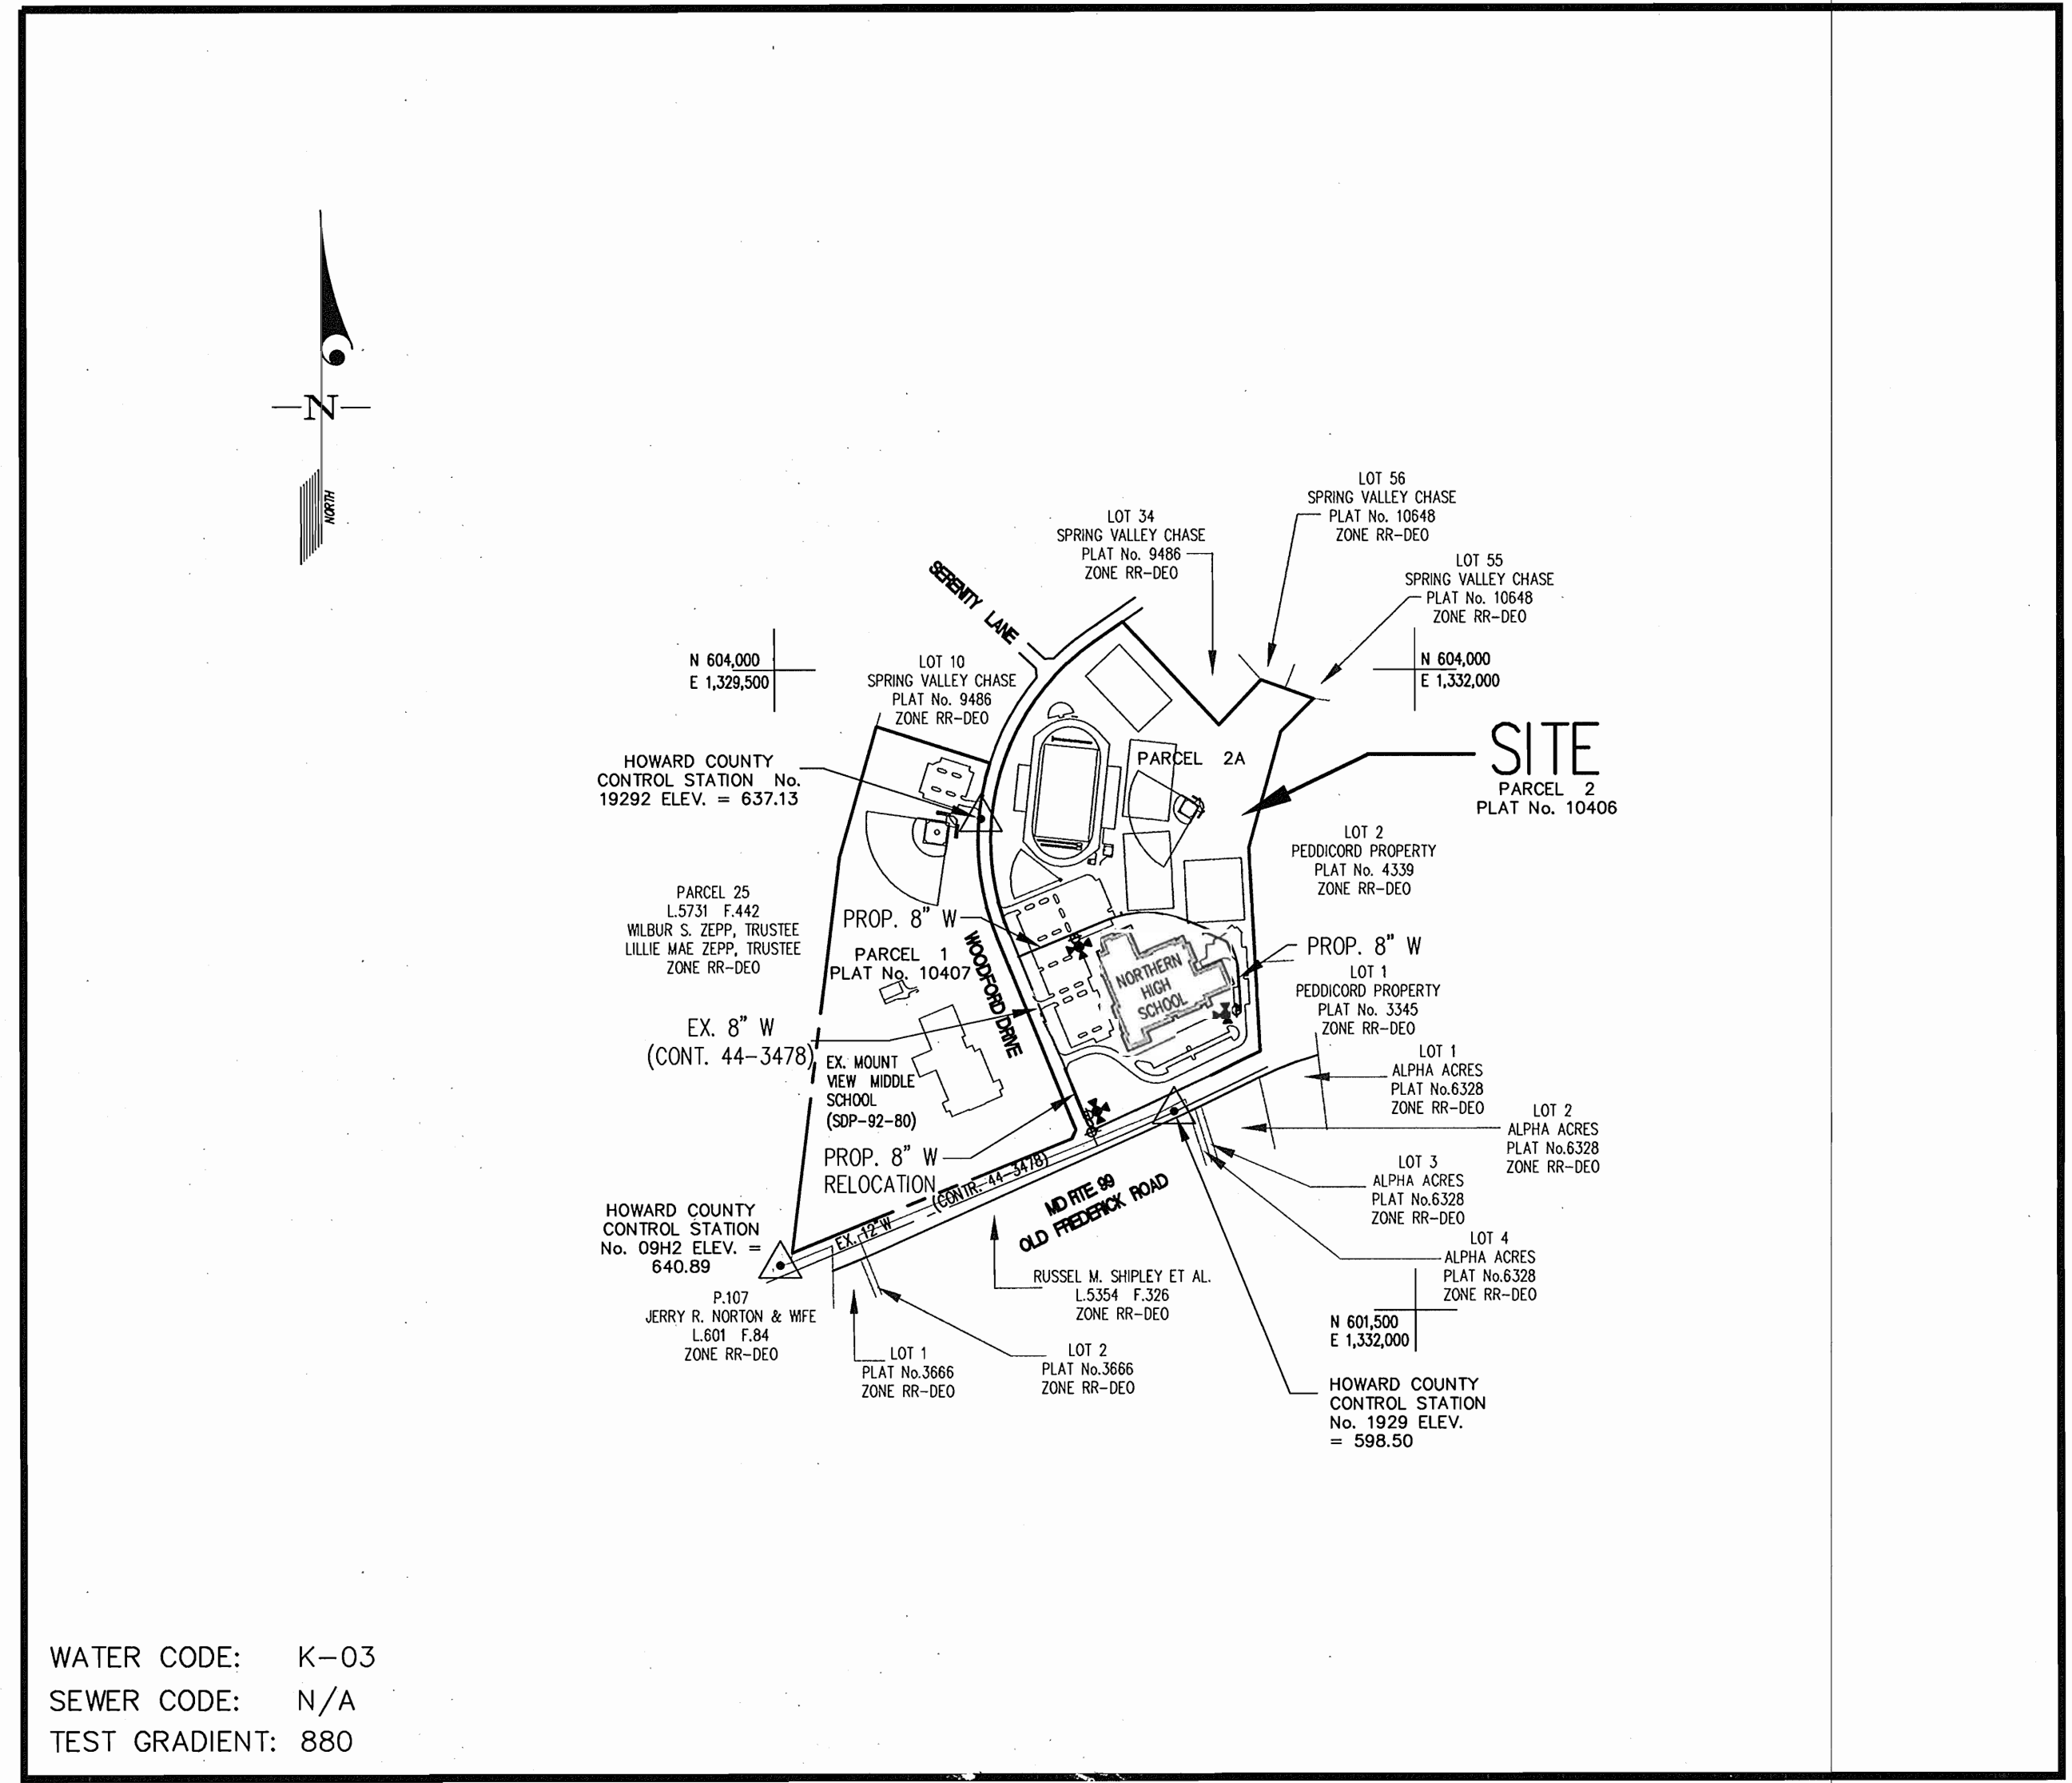 N
NORTH
LOT 56
SPRING VALLEY CHASE
PLAT No. 10648
ZONE RR-DEO
LOT 34
SPRING VALLEY CHASE
PLAT No. 9486
ZONE RR-DEO
LOT 55
SPRING VALLEY CHASE
PLAT No. 10648
ZONE RR-DEO
SERENITY LANE
N 604,000
E 1,329,500
LOT 10
SPRING VALLEY CHASE
PLAT No. 9486
ZONE RR-DEO
N 604,000
E 1,332,000
SITE
PARCEL 2
PLAT No. 10406
PARCEL 2A
HOWARD COUNTY
CONTROL STATION No.
19292 ELEV. = 637.13
LOT 2
PEDDICORD PROPERTY
PLAT No. 4339
ZONE RR-DEO
PARCEL 25
L.5731 F.442
WILBUR S. ZEPP, TRUSTEE
LILLIE MAE ZEPP, TRUSTEE
ZONE RR-DEO
PROP. 8" W
PARCEL 1
PLAT No. 10407
WOODFORD DRIVE
NORTHERN
HIGH
SCHOOL
PROP. 8" W
LOT 1
PEDDICORD PROPERTY
PLAT No. 3345
ZONE RR-DEO
EX. 8" W
(CONT. 44-3478)
EX. MOUNT
VIEW MIDDLE
SCHOOL
(SDP-92-80)
LOT 1
ALPHA ACRES
PLAT No.6328
ZONE RR-DEO
LOT 2
ALPHA ACRES
PLAT No.6328
ZONE RR-DEO
PROP. 8" W
RELOCATION
(CONTR. 44-3478)
EX. 12"W
MD RTE 99
OLD FREDERICK ROAD
LOT 3
ALPHA ACRES
PLAT No.6328
ZONE RR-DEO
HOWARD COUNTY
CONTROL STATION
No. 09H2 ELEV. =
640.89
LOT 4
ALPHA ACRES
PLAT No.6328
ZONE RR-DEO
P.107
JERRY R. NORTON & WIFE
L.601 F.84
ZONE RR-DEO
RUSSEL M. SHIPLEY ET AL.
L.5354 F.326
ZONE RR-DEO
N 601,500
E 1,332,000
LOT 1
PLAT No.3666
ZONE RR-DEO
LOT 2
PLAT No.3666
ZONE RR-DEO
HOWARD COUNTY
CONTROL STATION
No. 1929 ELEV.
= 598.50
WATER CODE: K-03
SEWER CODE: N/A
TEST GRADIENT: 880